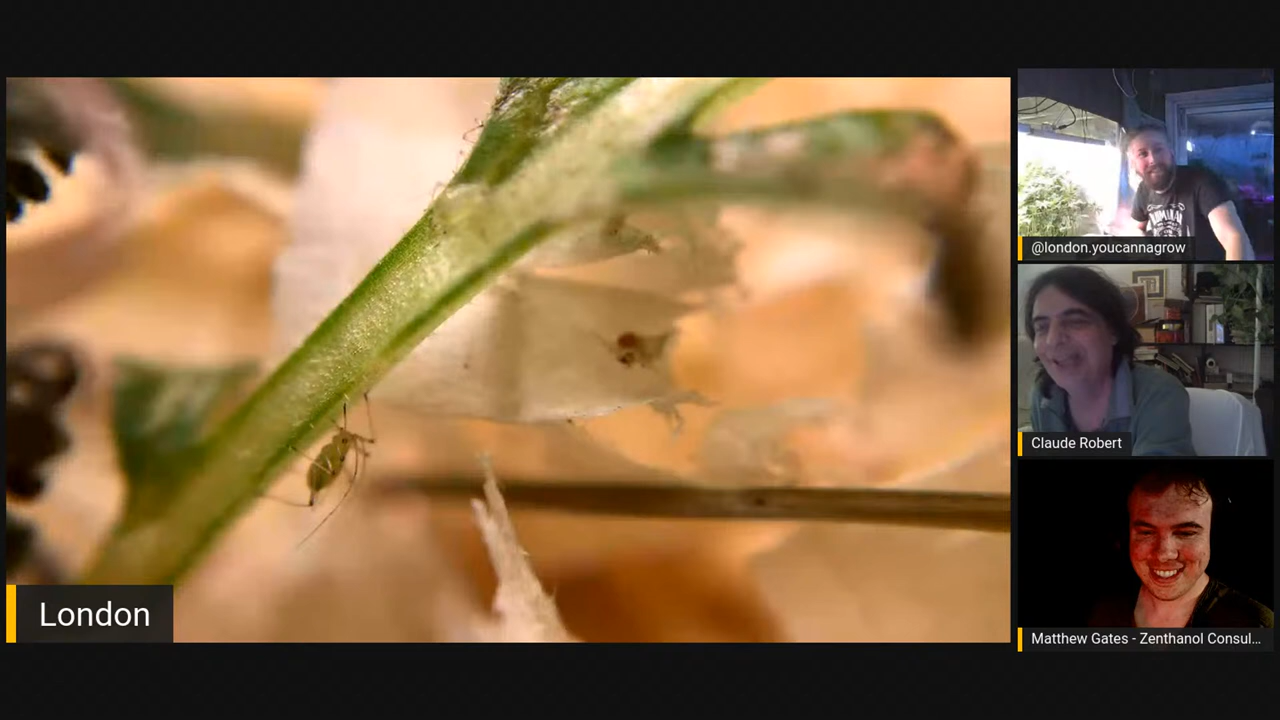 London
@london.youcannagrow
Claude Robert
Matthew Gates - Zenthanol Consul...